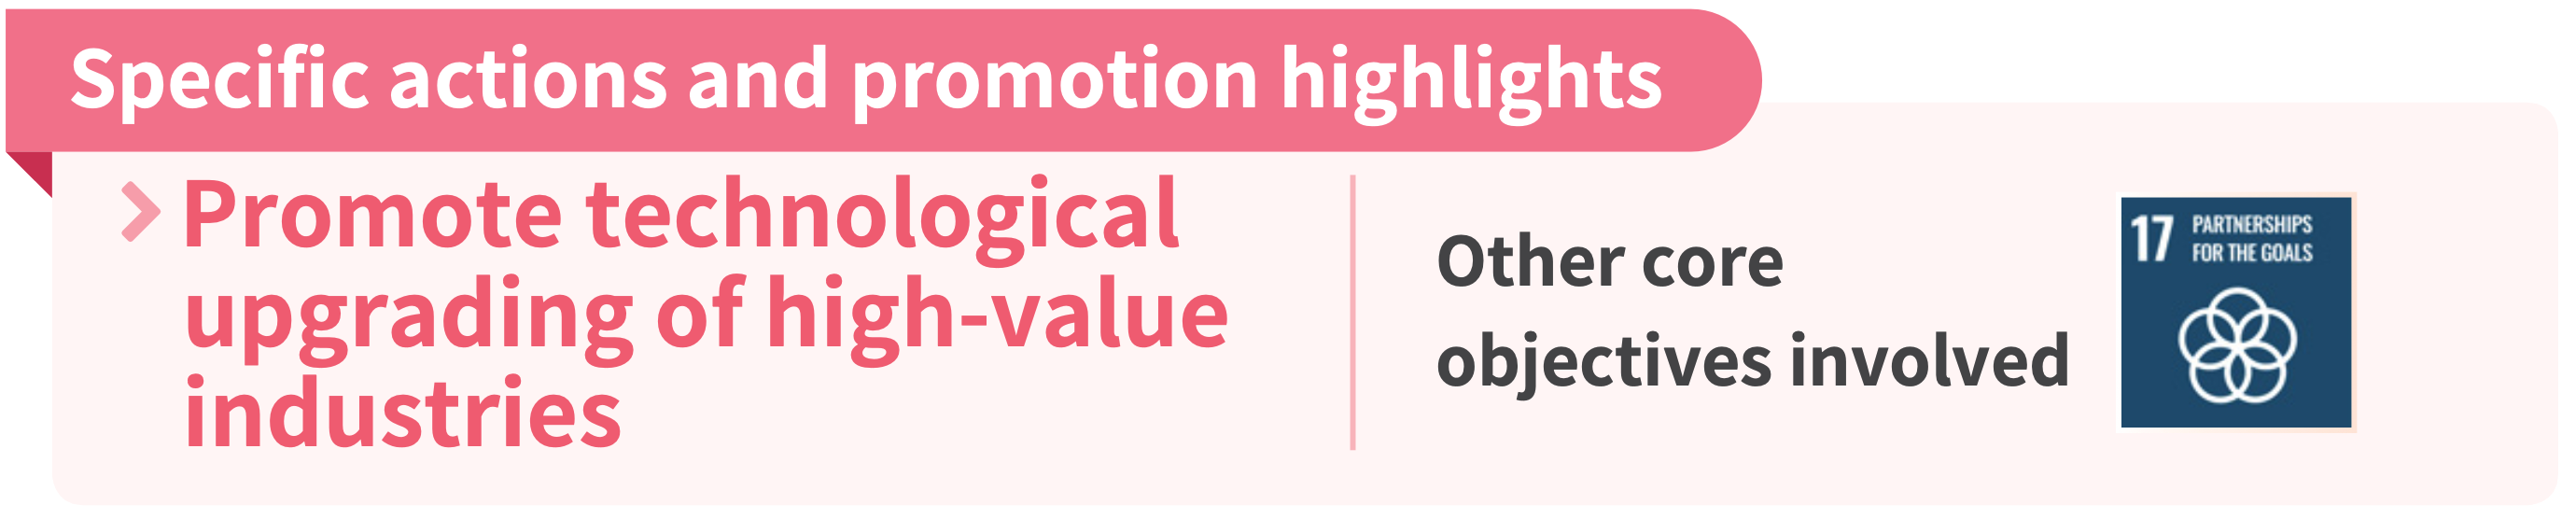 Specific actions and promotion highlights
Promote technological
upgrading of high-value
industries
Other core
objectives involved
17 PARTNERSHIPS
FOR THE GOALS